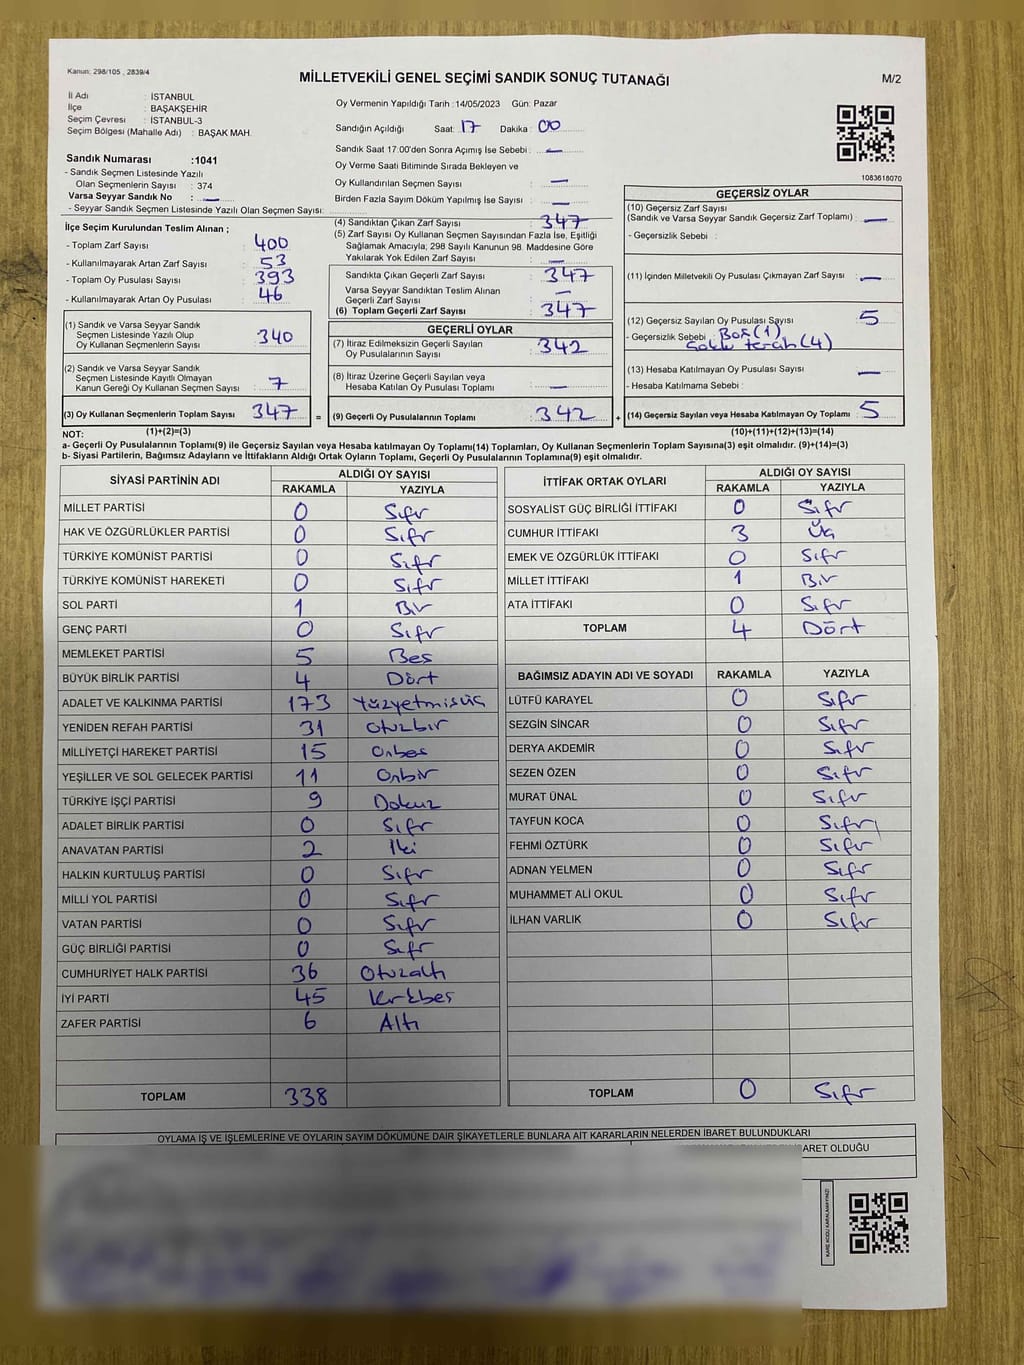 Kanun: 298/105 , 2839/4
MİLLETVEKİLİ GENEL SEÇİMİ SANDIK SONUÇ TUTANAĞI
M/2
İl Adı : İSTANBUL
İlçe : BAŞAKŞEHİR
Seçim Çevresi : İSTANBUL-3
Seçim Bölgesi (Mahalle Adı) : BAŞAK MAH.
Oy Vermenin Yapıldığı Tarih :14/05/2023 Gün: Pazar
Sandığın Açıldığı Saat: 17 Dakika : 00
Sandık Saat 17:00'den Sonra Açımış İse Sebebi : —
Oy Verme Saati Bitiminde Sırada Bekleyen ve
Oy Kullandırılan Seçmen Sayısı : —
Birden Fazla Sayım Döküm Yapılmış İse Sayısı : —
1083618070
Sandık Numarası :1041
- Sandık Seçmen Listesinde Yazılı
Olan Seçmenlerin Sayısı : 374
Varsa Seyyar Sandık No : —
- Seyyar Sandık Seçmen Listesinde Yazılı Olan Seçmen Sayısı:
İlçe Seçim Kurulundan Teslim Alınan ;
- Toplam Zarf Sayısı : 400
- Kullanılmayarak Artan Zarf Sayısı : 53
- Toplam Oy Pusulası Sayısı : 393
- Kullanılmayarak Artan Oy Pusulası : 46
(1) Sandık ve Varsa Seyyar Sandık
Seçmen Listesinde Yazılı Olup
Oy Kullanan Seçmenlerin Sayısı : 340
(2) Sandık ve Varsa Seyyar Sandık
Seçmen Listesinde Kayıtlı Olmayan
Kanun Gereği Oy Kullanan Seçmen Sayısı : 7
(3) Oy Kullanan Seçmenlerin Toplam Sayısı : 347
(1)+(2)=(3)
(4) Sandıktan Çıkan Zarf Sayısı : 347
(5) Zarf Sayısı Oy Kullanan Seçmen Sayısından Fazla İse, Eşitliği
Sağlamak Amacıyla; 298 Sayılı Kanunun 98. Maddesine Göre
Yakılarak Yok Edilen Zarf Sayısı : —
Sandıkta Çıkan Geçerli Zarf Sayısı : 347
Varsa Seyyar Sandıktan Teslim Alınan
Geçerli Zarf Sayısı : —
(6) Toplam Geçerli Zarf Sayısı : 347
GEÇERLİ OYLAR
(7) İtiraz Edilmeksizin Geçerli Sayılan
Oy Pusulalarının Sayısı : 342
(8) İtiraz Üzerine Geçerli Sayılan veya
Hesaba Katılan Oy Pusulası Toplamı : —
= (9) Geçerli Oy Pusulalarının Toplamı : 342
GEÇERSİZ OYLAR
(10) Geçersiz Zarf Sayısı
(Sandık ve Varsa Seyyar Sandık Geçersiz Zarf Toplamı) : —
- Geçersizlik Sebebi :
(11) İçinden Milletvekili Oy Pusulası Çıkmayan Zarf Sayısı : —
(12) Geçersiz Sayılan Oy Pusulası Sayısı : 5
- Geçersizlik Sebebi : Boş (1)
(4)
(13) Hesaba Katılmayan Oy Pusulası Sayısı : —
- Hesaba Katılmama Sebebi :
+ (14) Geçersiz Sayılan veya Hesaba Katılmayan Oy Toplamı : 5
(10)+(11)+(12)+(13)=(14)
NOT:
a- Geçerli Oy Pusulalarının Toplamı(9) ile Geçersiz Sayılan veya Hesaba katılmayan Oy Toplamı(14) Toplamları, Oy Kullanan Seçmenlerin Toplam Sayısına(3) eşit olmalıdır. (9)+(14)=(3)
b- Siyasi Partilerin, Bağımsız Adayların ve İttifakların Aldığı Ortak Oyların Toplamı, Geçerli Oy Pusulalarının Toplamına(9) eşit olmalıdır.
SİYASİ PARTİNİN ADI ALDIĞI OY SAYISI
RAKAMLA YAZIYLA
MİLLET PARTİSİ 0 Sıfır
HAK VE ÖZGÜRLÜKLER PARTİSİ 0 Sıfır
TÜRKİYE KOMÜNİST PARTİSİ 0 Sıfır
TÜRKİYE KOMÜNİST HAREKETİ 0 Sıfır
SOL PARTİ 1 Bir
GENÇ PARTİ 0 Sıfır
MEMLEKET PARTİSİ 5 Beş
BÜYÜK BİRLİK PARTİSİ 4 Dört
ADALET VE KALKINMA PARTİSİ 173 Yüzyetmişüç
YENİDEN REFAH PARTİSİ 31 Otuzbir
MİLLİYETÇİ HAREKET PARTİSİ 15 Onbeş
YEŞİLLER VE SOL GELECEK PARTİSİ 11 Onbir
TÜRKİYE İŞÇİ PARTİSİ 9 Dokuz
ADALET BİRLİK PARTİSİ 0 Sıfır
ANAVATAN PARTİSİ 2 İki
HALKIN KURTULUŞ PARTİSİ 0 Sıfır
MİLLİ YOL PARTİSİ 0 Sıfır
VATAN PARTİSİ 0 Sıfır
GÜÇ BİRLİĞİ PARTİSİ 0 Sıfır
CUMHURİYET HALK PARTİSİ 36 Otuzaltı
İYİ PARTİ 45 Kırkbeş
ZAFER PARTİSİ 6 Altı
TOPLAM 338
İTTİFAK ORTAK OYLARI ALDIĞI OY SAYISI
RAKAMLA YAZIYLA
SOSYALİST GÜÇ BİRLİĞİ İTTİFAKI 0 Sıfır
CUMHUR İTTİFAKI 3 Üç
EMEK VE ÖZGÜRLÜK İTTİFAKI 0 Sıfır
MİLLET İTTİFAKI 1 Bir
ATA İTTİFAKI 0 Sıfır
TOPLAM 4 Dört
BAĞIMSIZ ADAYIN ADI VE SOYADI RAKAMLA YAZIYLA
LÜTFÜ KARAYEL 0 Sıfır
SEZGİN SİNCAR 0 Sıfır
DERYA AKDEMİR 0 Sıfır
SEZEN ÖZEN 0 Sıfır
MURAT ÜNAL 0 Sıfır
TAYFUN KOCA 0 Sıfır
FEHMİ ÖZTÜRK 0 Sıfır
ADNAN YELMEN 0 Sıfır
MUHAMMET ALİ OKUL 0 Sıfır
İLHAN VARLIK 0 Sıfır
TOPLAM 0 Sıfır
OYLAMA İŞ VE İŞLEMLERİNE VE OYLARIN SAYIM DÖKÜMÜNE DAİR ŞİKAYETLERLE BUNLARA AİT KARARLARIN NELERDEN İBARET BULUNDUKLARI
ARET OLDUĞU
KARE KODU KARALAMAYINIZ!